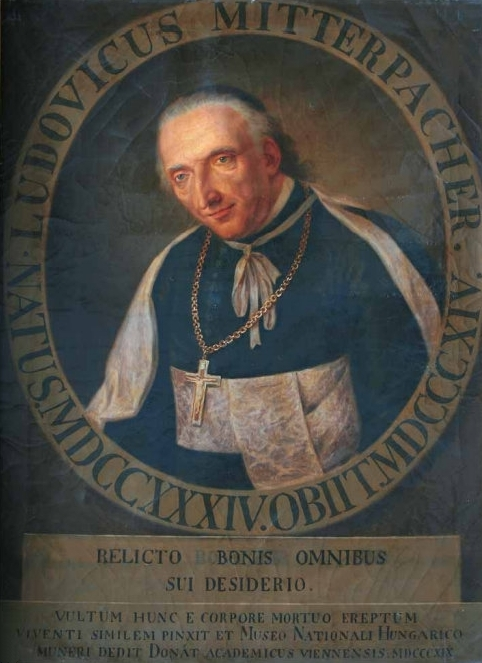 LUDOVICUS MITTERPACHER.
NATUS.MDCCXXXIV.OBIIT.MDCCCXIV.
RELICTO BONIS OMNIBUS
SUI DESIDERIO.
VULTUM HUNC E CORPORE MORTUO EREPTUM
VIVENTI SIMILEM PINXIT ET MUSEO NATIONALI HUNGARICO
MUNERI DEDIT DONÁT ACADEMICUS VIENNENSIS MDCCCXIX.